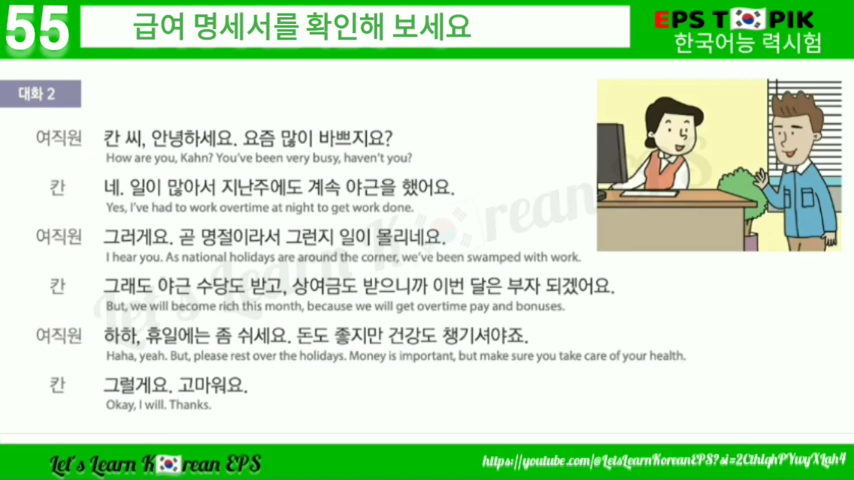 55
급여 명세서를 확인해 보세요
EPS T PIK
한국어능 력시험
대화 2
여직원 칸 씨, 안녕하세요. 요즘 많이 바쁘지요?
How are you, Kahn? You've been very busy, haven't you?
칸 네. 일이 많아서 지난주에도 계속 야근을 했어요.
Yes, I've had to work overtime at night to get work done.
여직원 그러게요. 곧 명절이라서 그런지 일이 몰리네요.
I hear you. As national holidays are around the corner, we've been swamped with work.
칸 그래도 야근 수당도 받고, 상여금도 받으니까 이번 달은 부자 되겠어요.
But, we will become rich this month, because we will get overtime pay and bonuses.
여직원 하하, 휴일에는 좀 쉬세요. 돈도 좋지만 건강도 챙기셔야죠.
Haha, yeah. But, please rest over the holidays. Money is important, but make sure you take care of your health.
칸 그럴게요. 고마워요.
Okay, I will. Thanks.
Let's Learn K rean EPS
Let's Learn K rean EPS